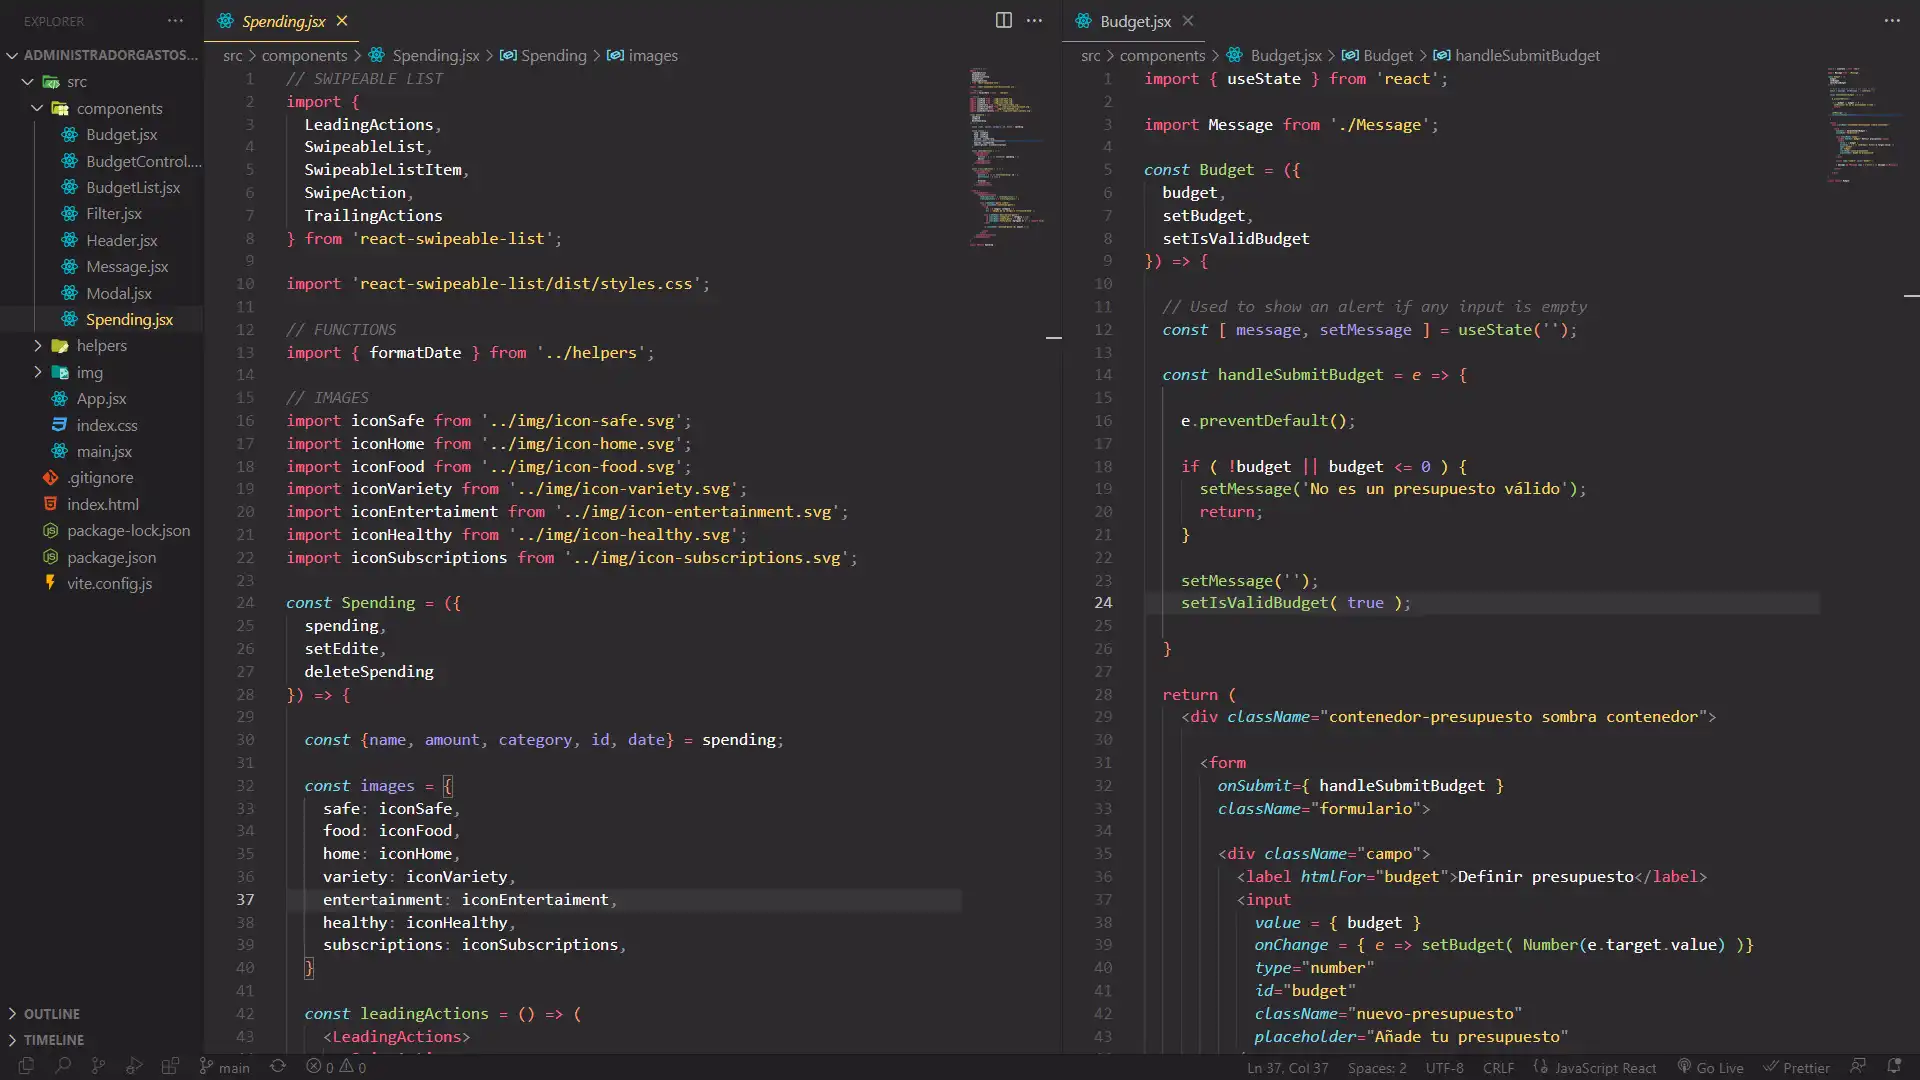 EXPLORER
ADMINISTRADORGASTOS...
src
components
Budget.jsx
BudgetControl....
BudgetList.jsx
Filter.jsx
Header.jsx
Message.jsx
Modal.jsx
Spending.jsx
helpers
img
App.jsx
index.css
main.jsx
.gitignore
index.html
package-lock.json
package.json
vite.config.js
OUTLINE
TIMELINE
Spending.jsx
src > components > Spending.jsx > Spending > images
1 // SWIPEABLE LIST
2 import {
3 LeadingActions,
4 SwipeableList,
5 SwipeableListItem,
6 SwipeAction,
7 TrailingActions
8 } from 'react-swipeable-list';
9
10 import 'react-swipeable-list/dist/styles.css';
11
12 // FUNCTIONS
13 import { formatDate } from '../helpers';
14
15 // IMAGES
16 import iconSafe from '../img/icon-safe.svg';
17 import iconHome from '../img/icon-home.svg';
18 import iconFood from '../img/icon-food.svg';
19 import iconVariety from '../img/icon-variety.svg';
20 import iconEntertaiment from '../img/icon-entertainment.svg';
21 import iconHealthy from '../img/icon-healthy.svg';
22 import iconSubscriptions from '../img/icon-subscriptions.svg';
23
24 const Spending = ({
25 spending,
26 setEdite,
27 deleteSpending
28 }) => {
29
30 const {name, amount, category, id, date} = spending;
31
32 const images = {
33 safe: iconSafe,
34 food: iconFood,
35 home: iconHome,
36 variety: iconVariety,
37 entertainment: iconEntertaiment,
38 healthy: iconHealthy,
39 subscriptions: iconSubscriptions,
40 }
41
42 const leadingActions = () => (
43 <LeadingActions>
Budget.jsx
src > components > Budget.jsx > Budget > handleSubmitBudget
1 import { useState } from 'react';
2
3 import Message from './Message';
4
5 const Budget = ({
6 budget,
7 setBudget,
8 setIsValidBudget
9 }) => {
10
11 // Used to show an alert if any input is empty
12 const [ message, setMessage ] = useState('');
13
14 const handleSubmitBudget = e => {
15
16 e.preventDefault();
17
18 if ( !budget || budget <= 0 ) {
19 setMessage('No es un presupuesto válido');
20 return;
21 }
22
23 setMessage('');
24 setIsValidBudget( true );
25
26 }
27
28 return (
29 <div className="contenedor-presupuesto sombra contenedor">
30
31 <form
32 onSubmit={ handleSubmitBudget }
33 className="formulario">
34
35 <div className="campo">
36 <label htmlFor="budget">Definir presupuesto</label>
37 <input
38 value = { budget }
39 onChange = { e => setBudget( Number(e.target.value) )}
40 type="number"
41 id="budget"
42 className="nuevo-presupuesto"
43 placeholder="Añade tu presupuesto"
main 0 0 Ln 37, Col 37 Spaces: 2 UTF-8 CRLF JavaScript React Go Live Prettier